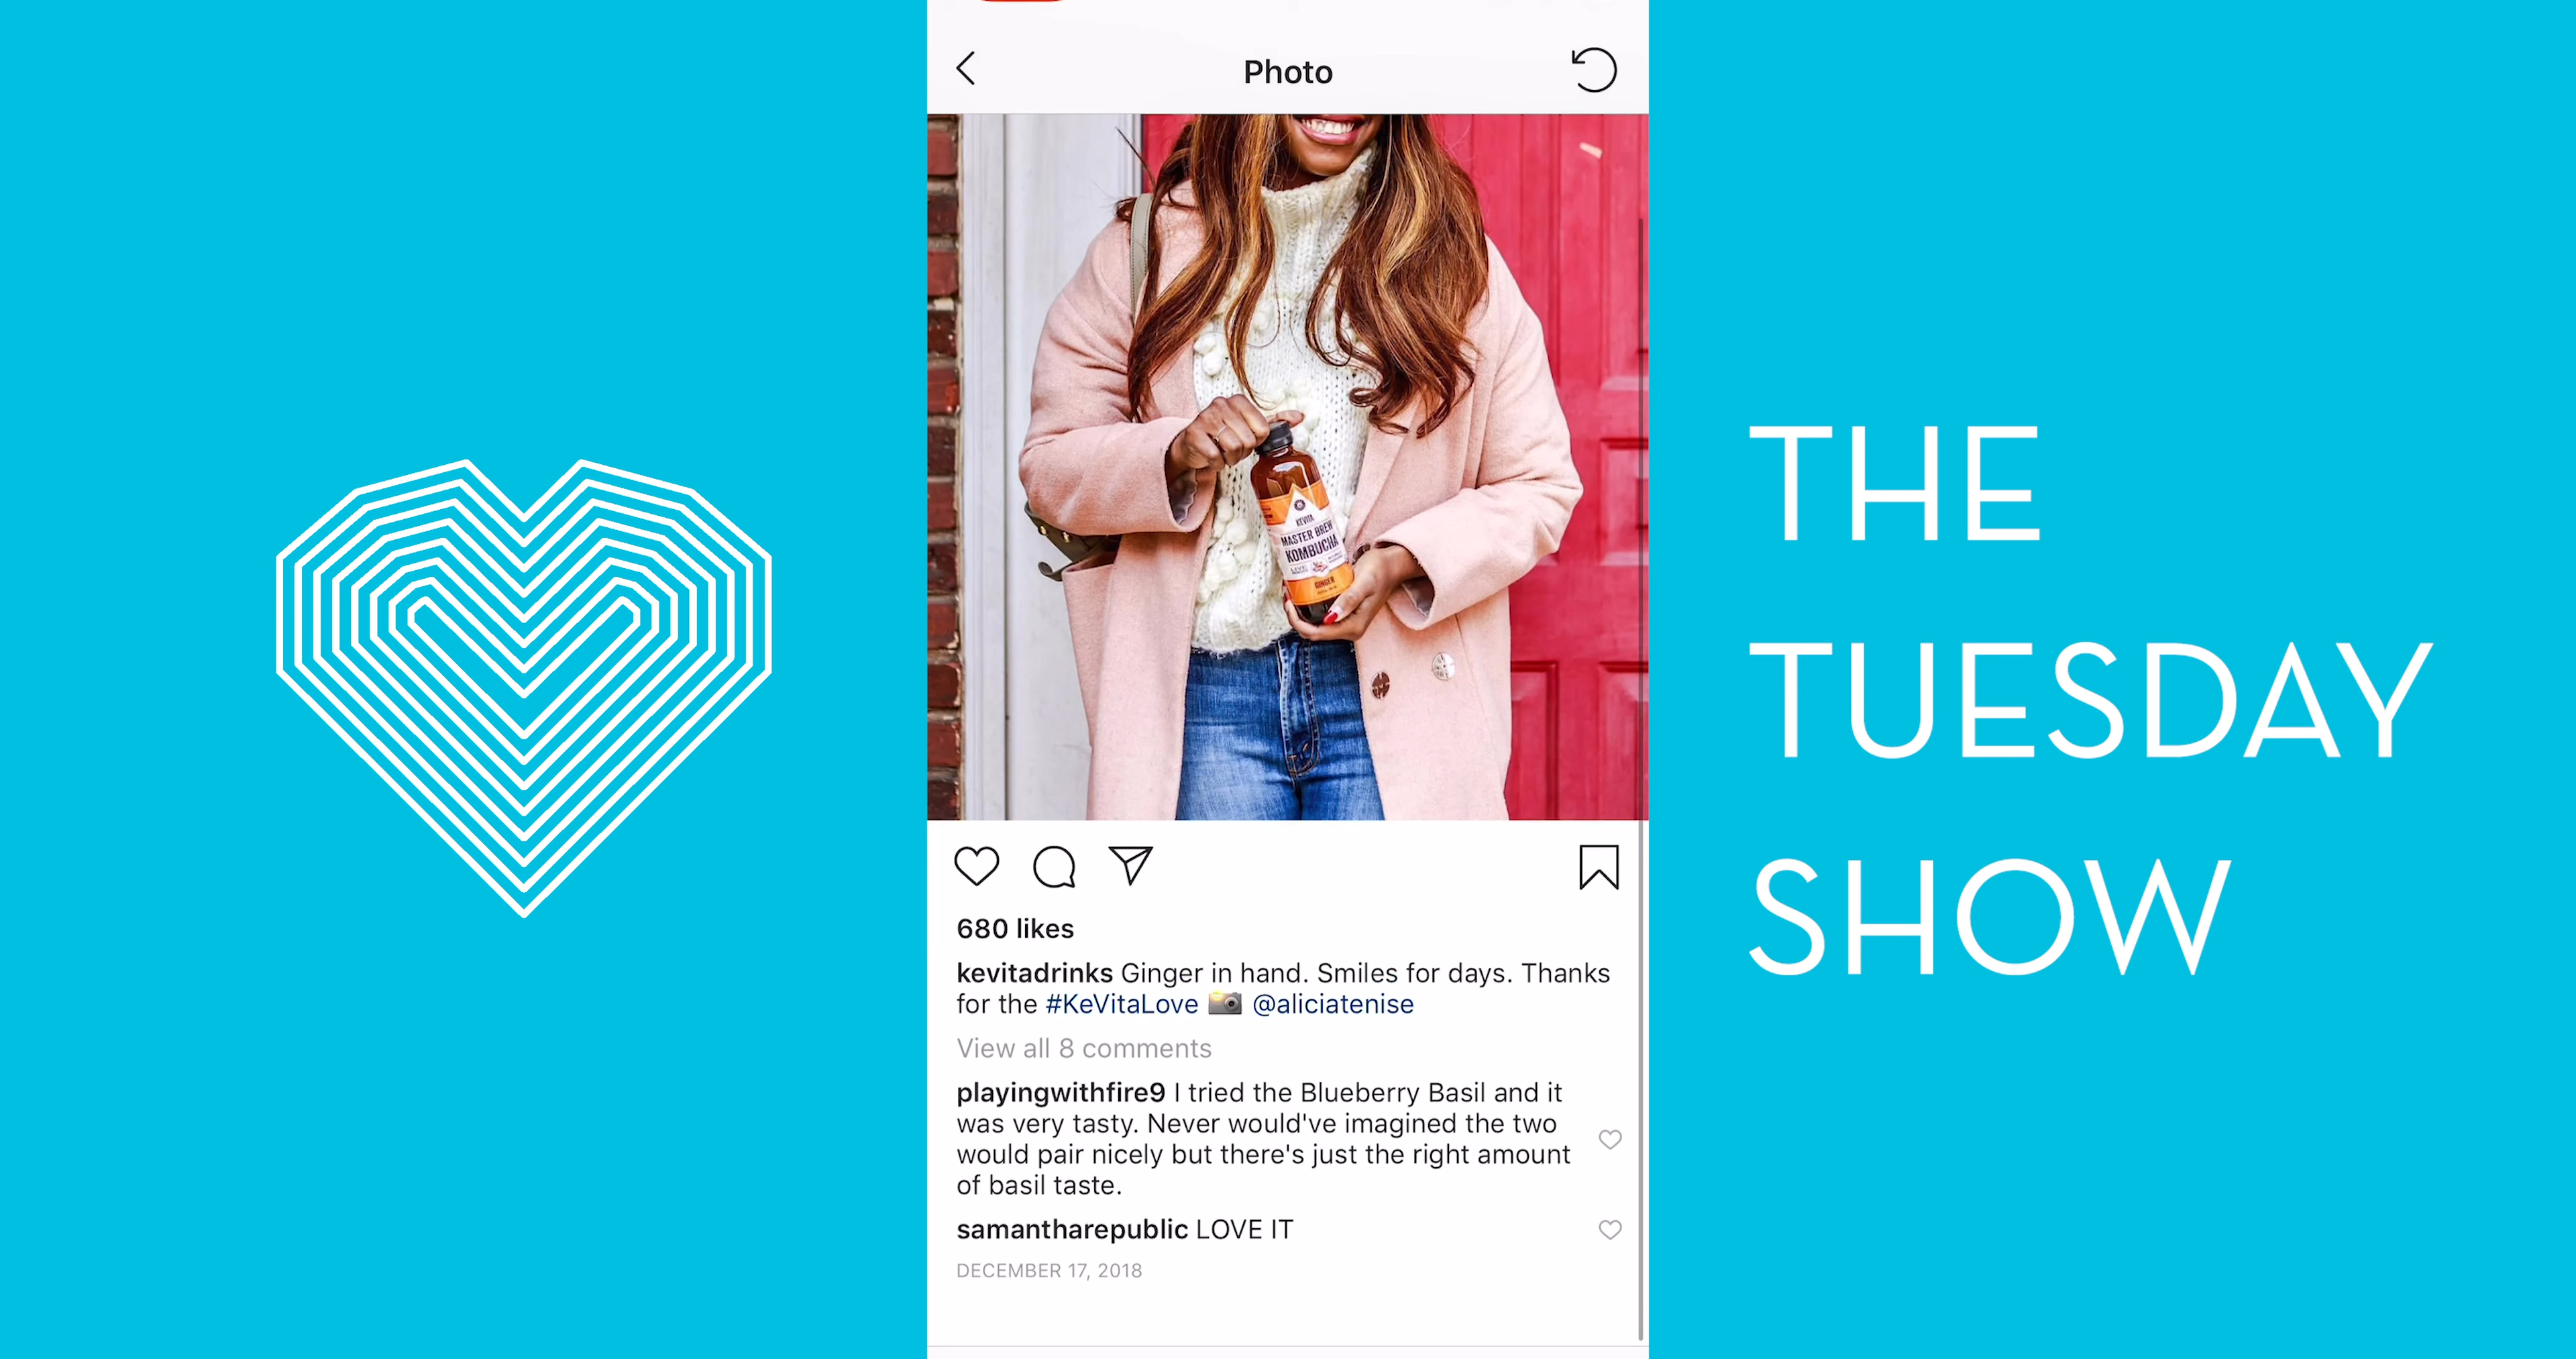 Photo
KEVITA
MASTER BREW
KOMBUCHA
LIVE
GINGER
680 likes
kevitadrinks Ginger in hand. Smiles for days. Thanks
for the #KeVitaLove 📷 @aliciatenise
View all 8 comments
playingwithfire9 I tried the Blueberry Basil and it
was very tasty. Never would've imagined the two
would pair nicely but there's just the right amount
of basil taste.
samantharepublic LOVE IT
DECEMBER 17, 2018
THE
TUESDAY
SHOW